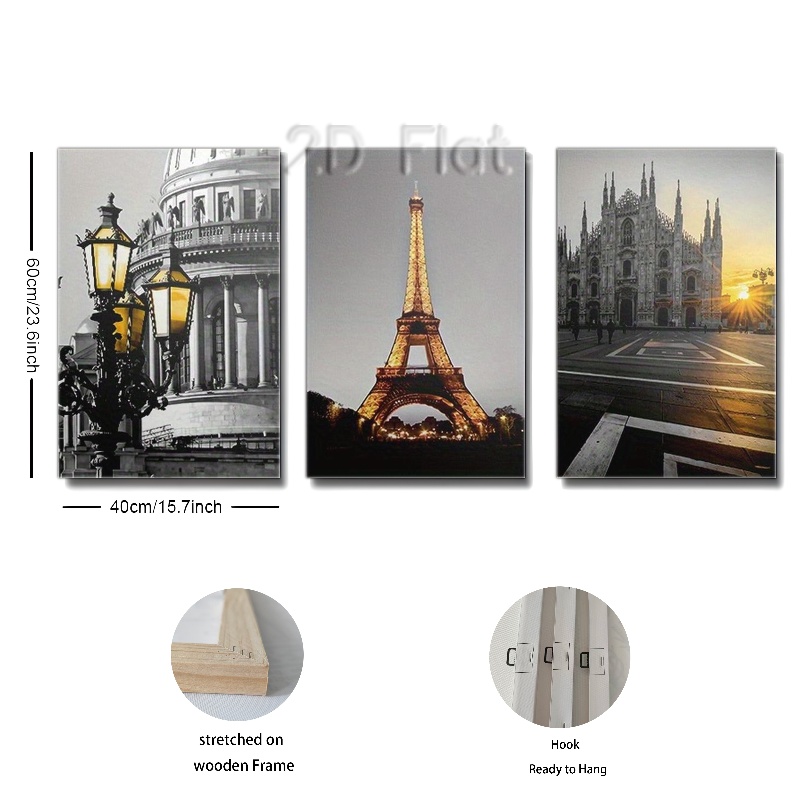 2D Flat
60cm/23.6inch
40cm/15.7inch
stretched on
wooden Frame
Hook
Ready to Hang